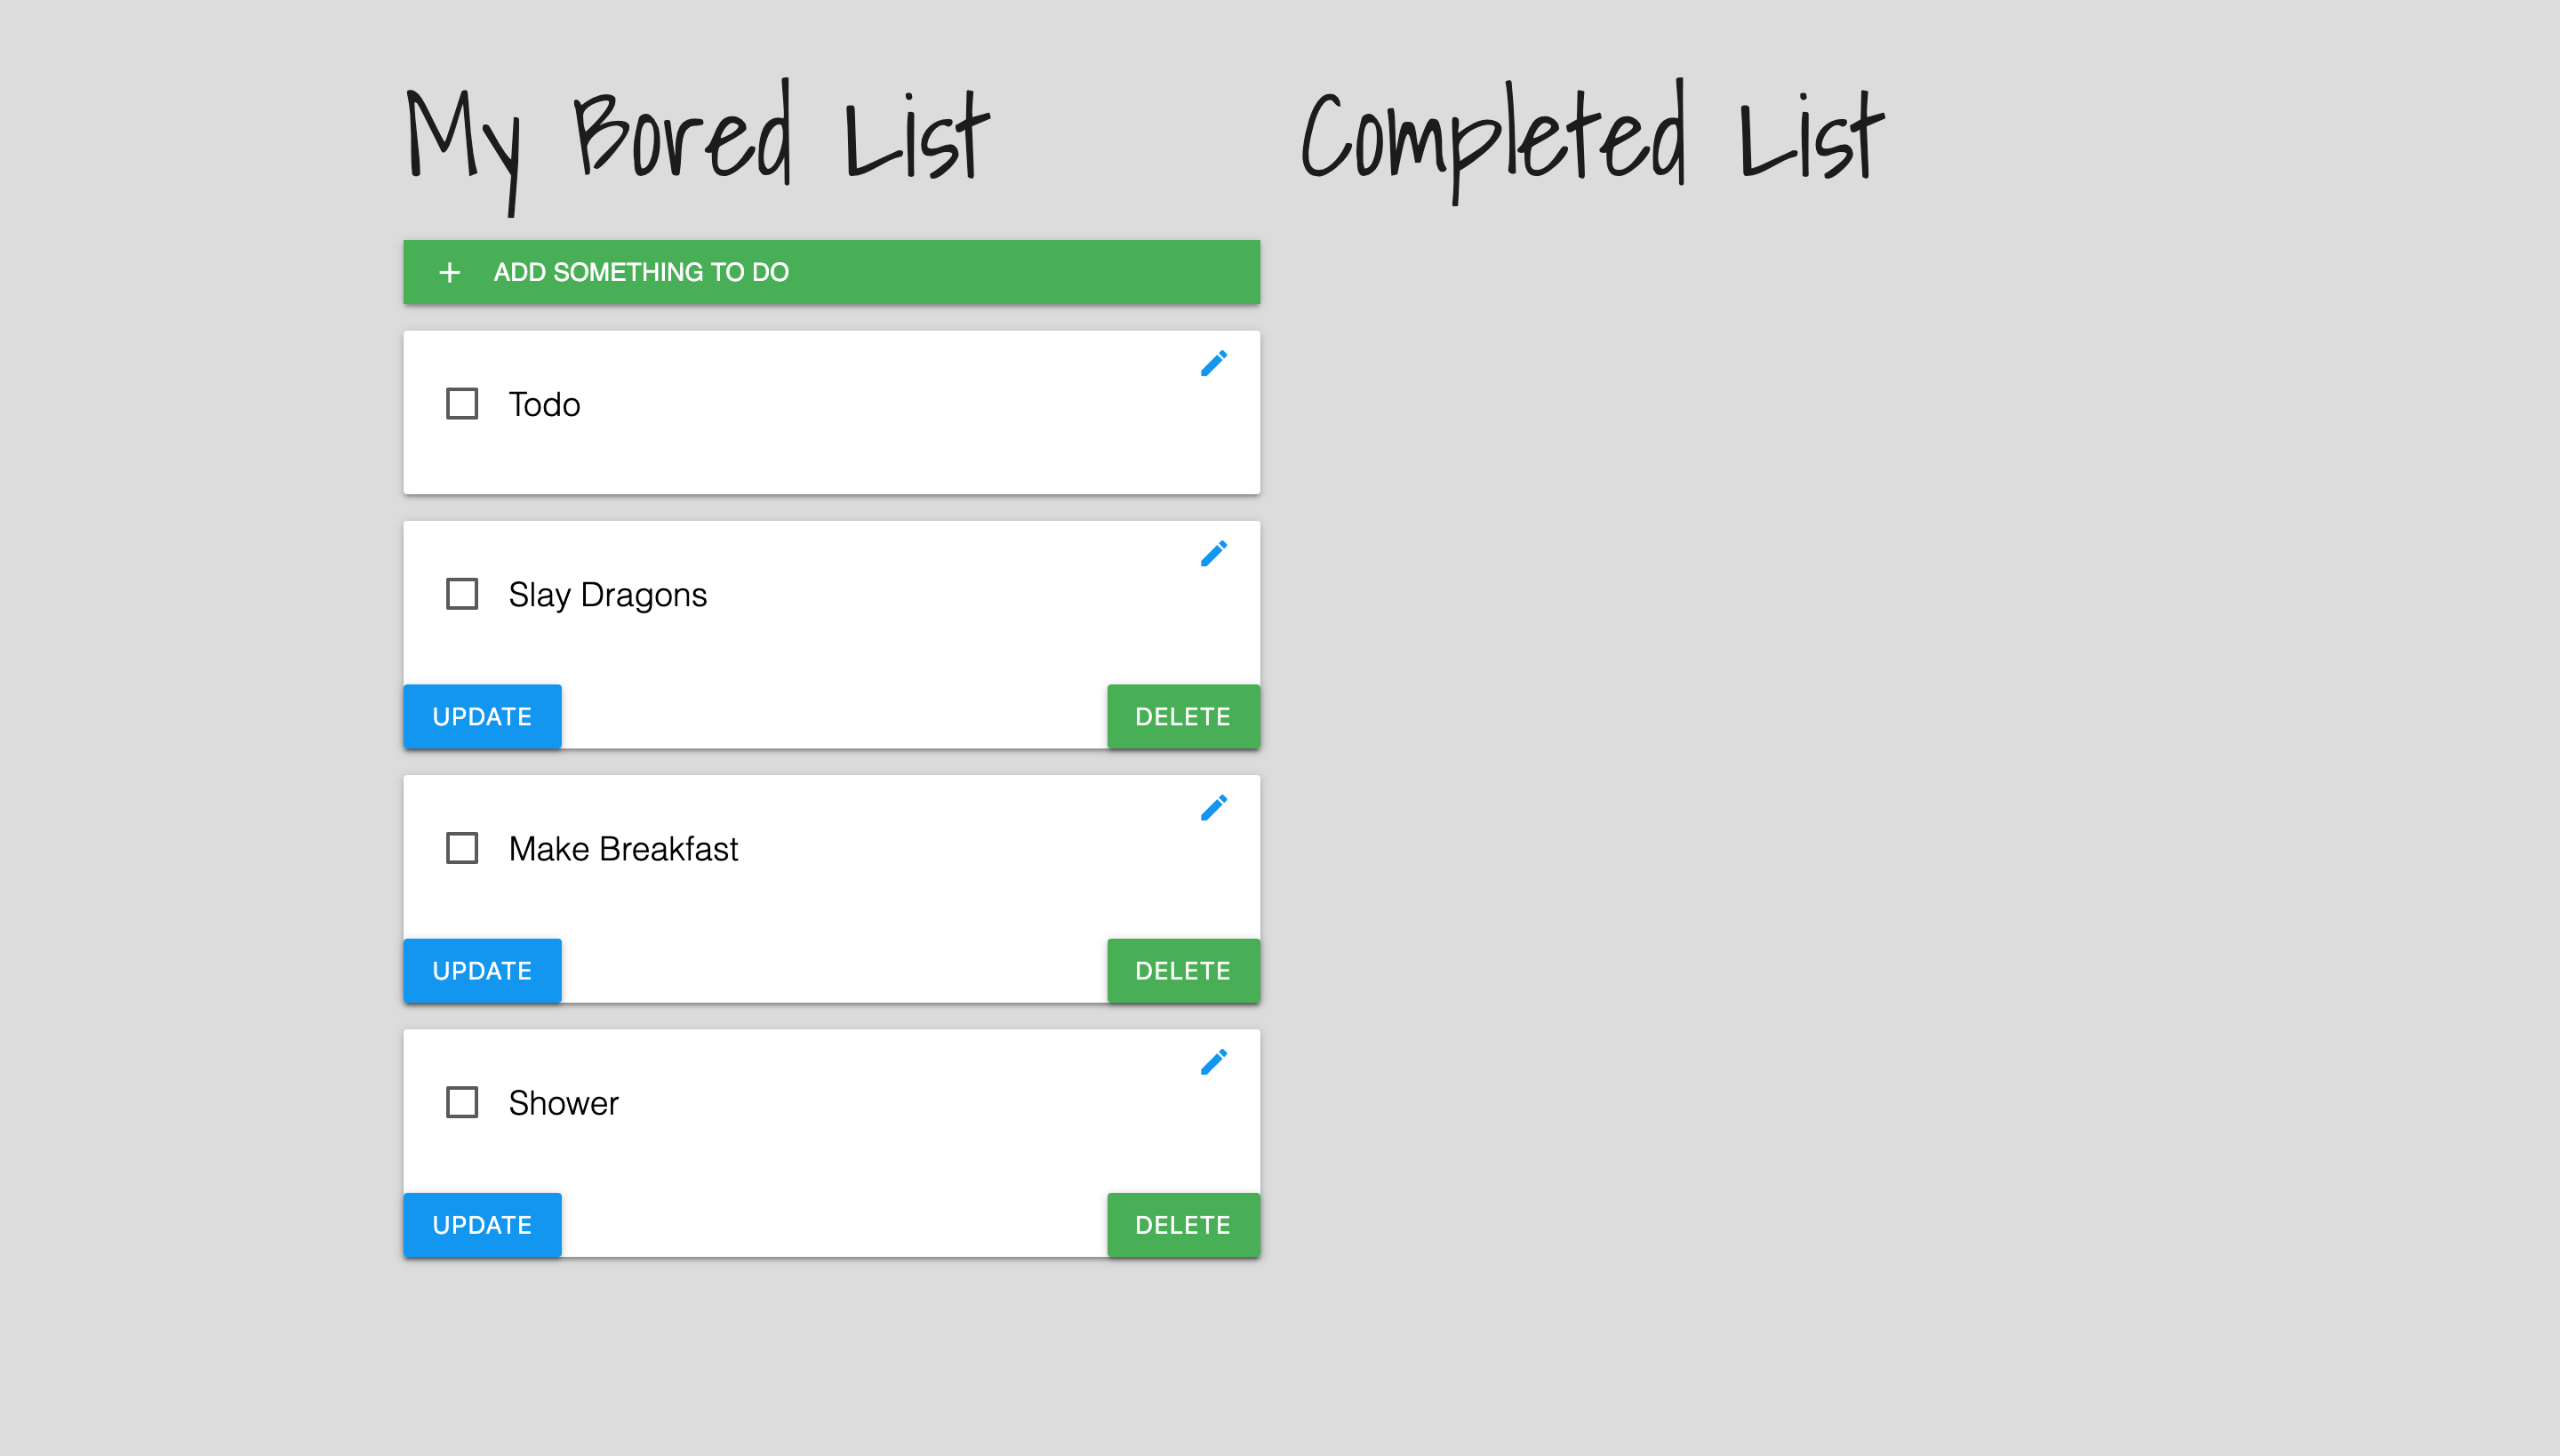 My Bored List
Completed List
+ ADD SOMETHING TO DO
Todo
Slay Dragons
UPDATE
DELETE
Make Breakfast
UPDATE
DELETE
Shower
UPDATE
DELETE